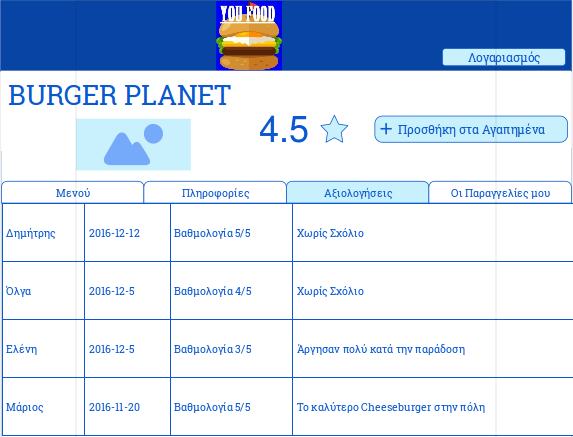 YOU FOOD
Λογαριασμός
BURGER PLANET
4.5
+ Προσθήκη στα Αγαπημένα
Μενού Πληροφορίες Αξιολογήσεις Οι Παραγγελίες μου
Δημήτρης 2016-12-12 Βαθμολογία 5/5 Χωρίς Σχόλιο
Όλγα 2016-12-5 Βαθμολογία 4/5 Χωρίς Σχόλιο
Ελένη 2016-12-5 Βαθμολογία 3/5 Άργησαν πολύ κατά την παράδοση
Μάριος 2016-11-20 Βαθμολογία 5/5 Το καλύτερο Cheeseburger στην πόλη